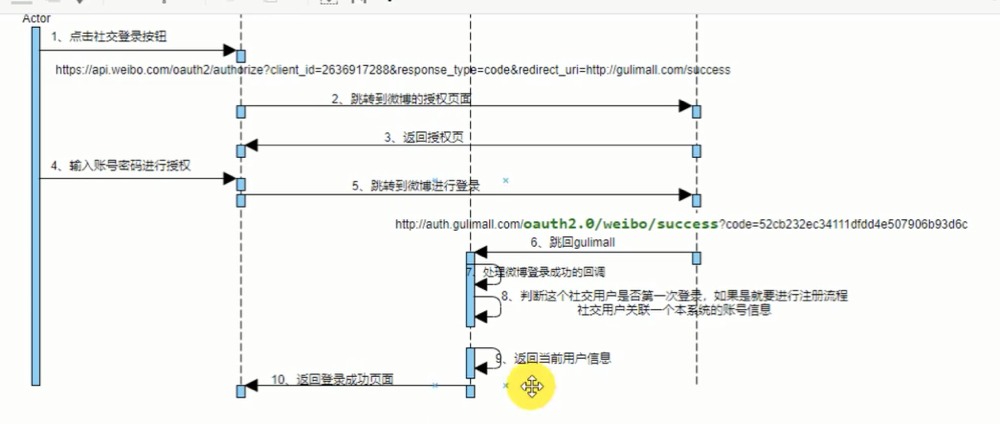 Actor
1、点击社交登录按钮
https://api.weibo.com/oauth2/authorize?client_id=2636917288&response_type=code&redirect_uri=http://gulimall.com/success
2、跳转到微博的授权页面
3、返回授权页
4、输入账号密码进行授权
5、跳转到微博进行登录
http://auth.gulimall.com/oauth2.0/weibo/success?code=52cb232ec34111dfdd4e507906b93d6c
6、跳回gulimall
7、处理微博登录成功的回调
8、判断这个社交用户是否第一次登录，如果是就要进行注册流程
社交用户关联一个本系统的账号信息
9、返回当前用户信息
10、返回登录成功页面